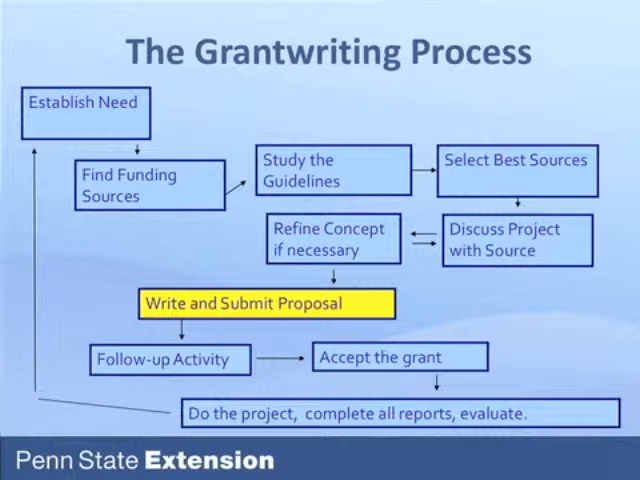 The Grantwriting Process
Establish Need
Find Funding
Sources
Study the
Guidelines
Select Best Sources
Refine Concept
if necessary
Discuss Project
with Source
Write and Submit Proposal
Follow-up Activity
Accept the grant
Do the project, complete all reports, evaluate.
Penn State Extension